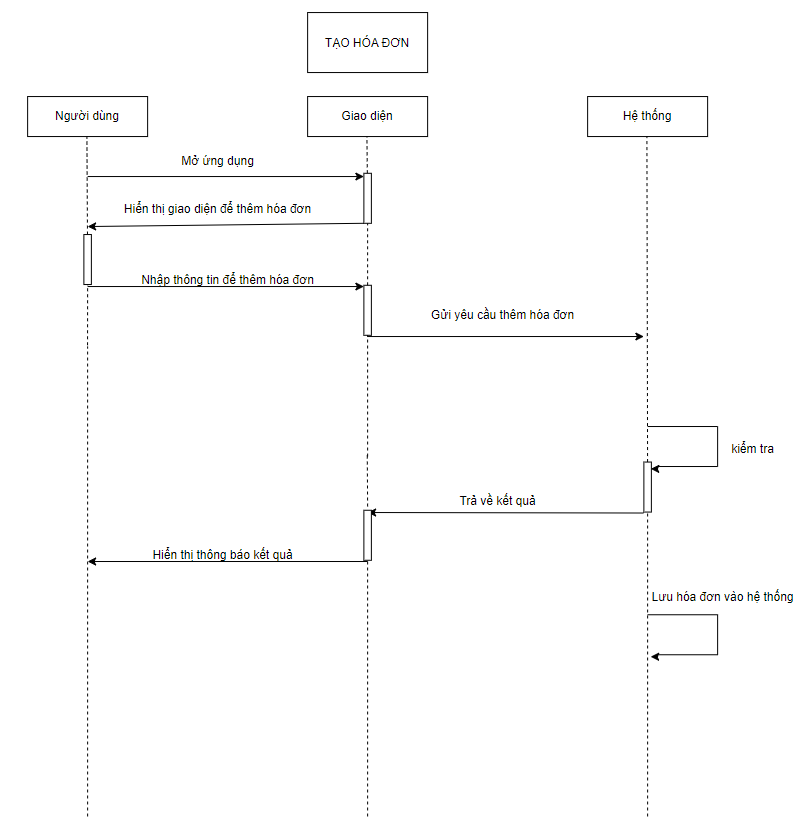 TẠO HÓA ĐƠN
Người dùng
Giao diện
Hệ thống
Mở ứng dụng
Hiển thị giao diện để thêm hóa đơn
Nhập thông tin để thêm hóa đơn
Gửi yêu cầu thêm hóa đơn
kiểm tra
Trả về kết quả
Hiển thị thông báo kết quả
Lưu hóa đơn vào hệ thống